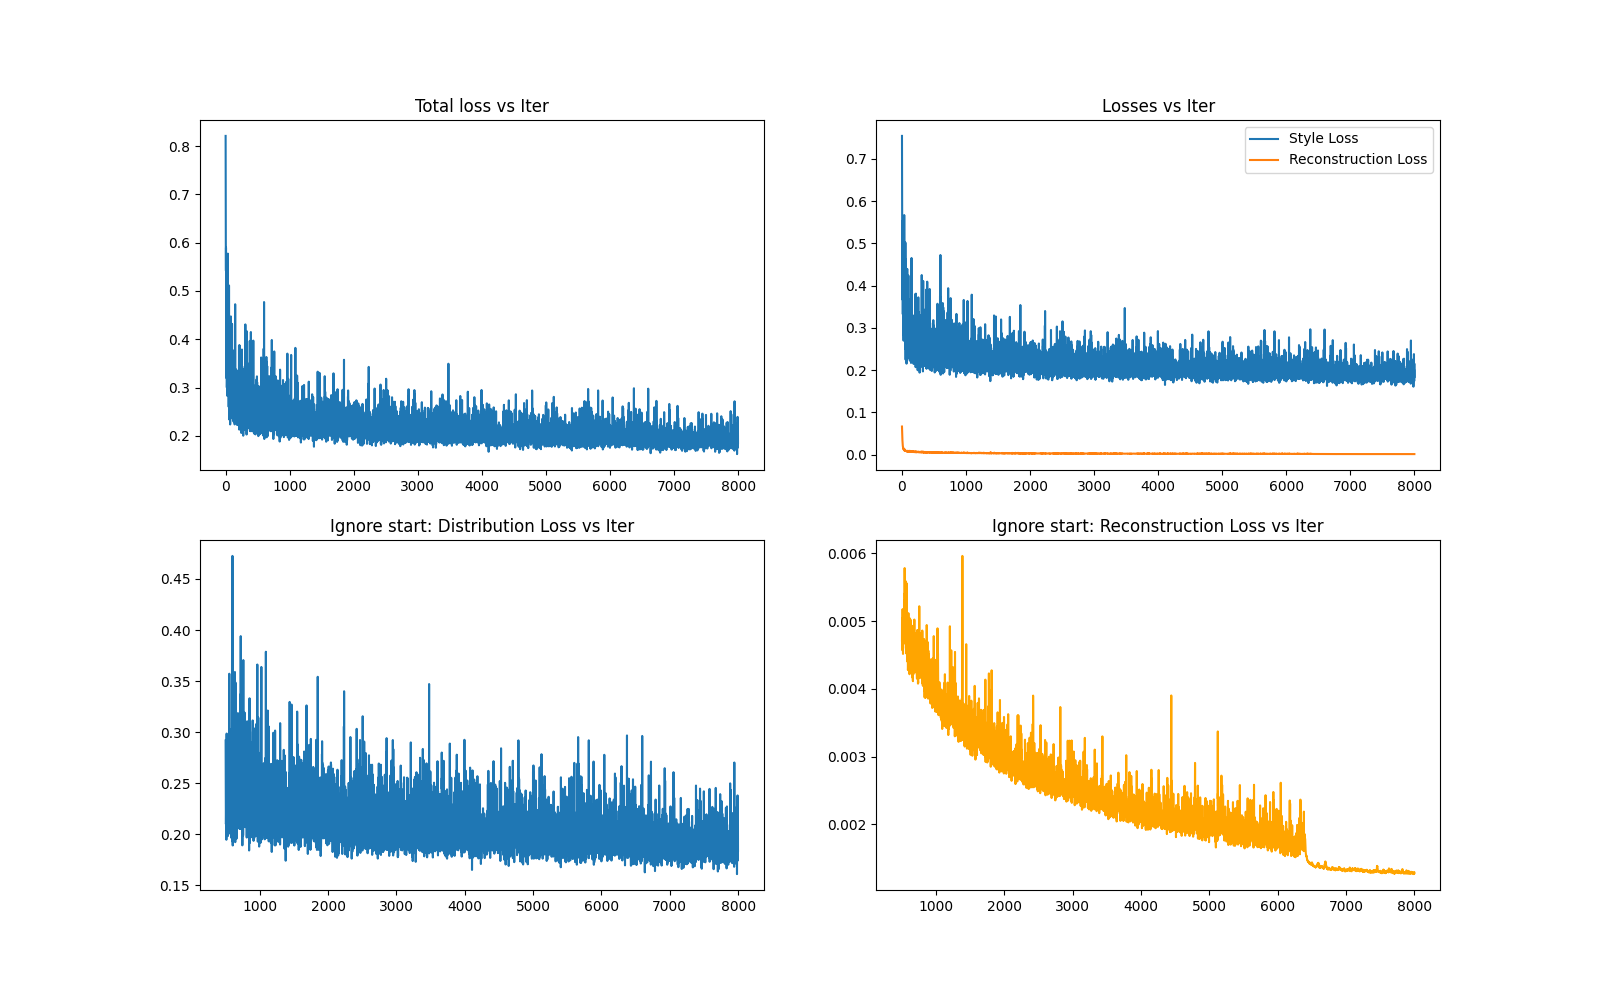 Total loss vs Iter
0.8
0.7
0.6
0.5
0.4
0.3
0.2
0 1000 2000 3000 4000 5000 6000 7000 8000
Losses vs Iter
Style Loss
Reconstruction Loss
0.7
0.6
0.5
0.4
0.3
0.2
0.1
0.0
0 1000 2000 3000 4000 5000 6000 7000 8000
Ignore start: Distribution Loss vs Iter
0.45
0.40
0.35
0.30
0.25
0.20
0.15
1000 2000 3000 4000 5000 6000 7000 8000
Ignore start: Reconstruction Loss vs Iter
0.006
0.005
0.004
0.003
0.002
1000 2000 3000 4000 5000 6000 7000 8000